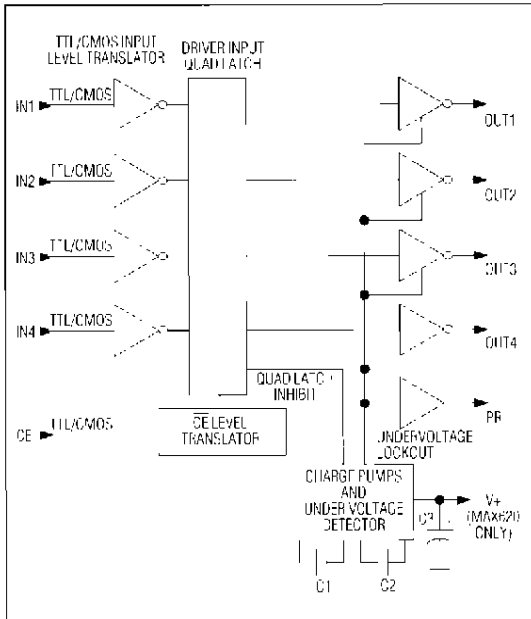 TTL/CMOS INPUT
LEVEL TRANSLATOR
DRIVER INPUT
QUAD LATCH
IN1
TTL/CMOS
OUT1
IN2
TTL/CMOS
OUT2
IN3
TTL/CMOS
OUT3
IN4
TTL/CMOS
OUT4
QUAD LATCH
INHIBIT
CE
TTL/CMOS
CE LEVEL
TRANSLATOR
PR
UNDERVOLTAGE
LOCKOUT
CHARGE PUMPS
AND
UNDER VOLTAGE
DETECTOR
V+
(MAX620
ONLY)
C3
C1
C2